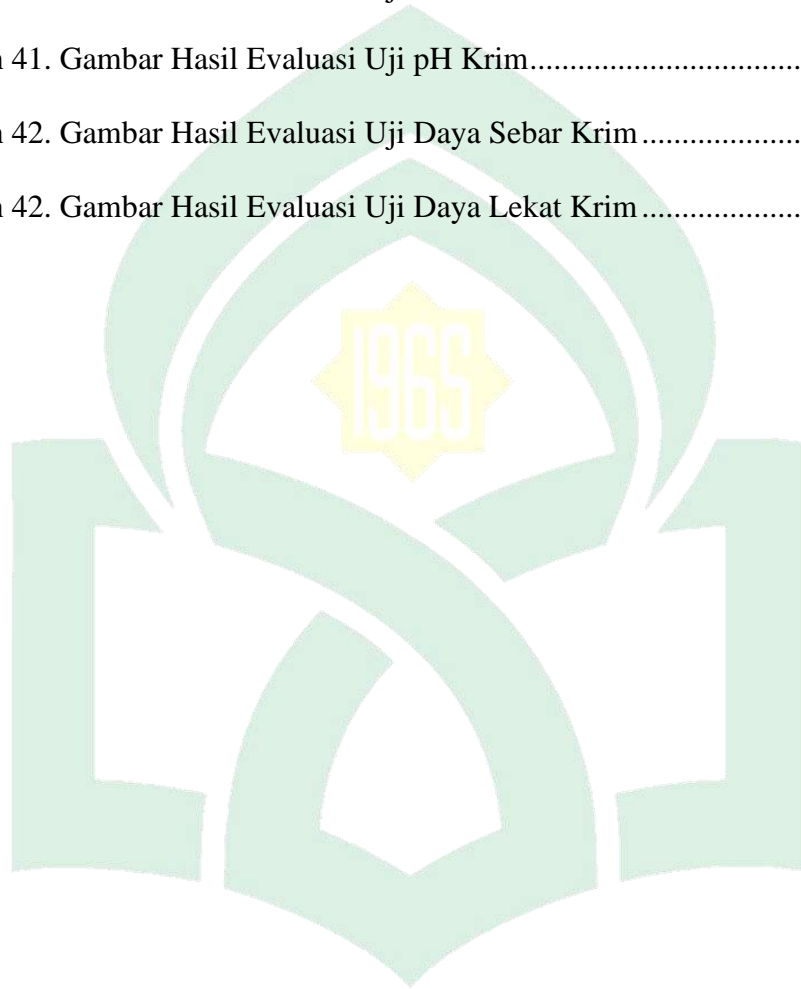 41. Gambar Hasil Evaluasi Uji pH Krim..................................
42. Gambar Hasil Evaluasi Uji Daya Sebar Krim....................
42. Gambar Hasil Evaluasi Uji Daya Lekat Krim....................
1965